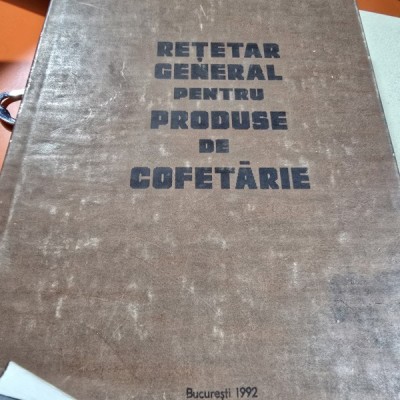 REȚETAR
GENERAL
PENTRU
PRODUSE
DE
COFETĂRIE
București 1992